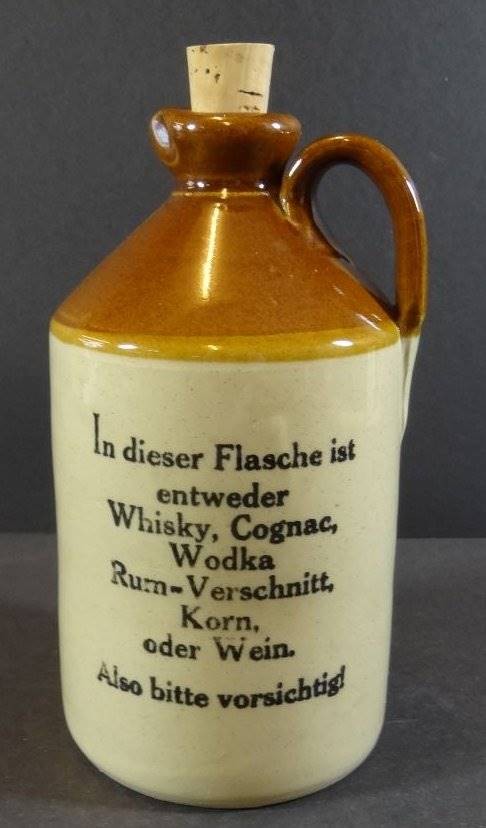 In dieser Flasche ist
entweder
Whisky, Cognac,
Wodka
Rum-Verschnitt,
Korn,
oder Wein.
Also bitte vorsichtig!